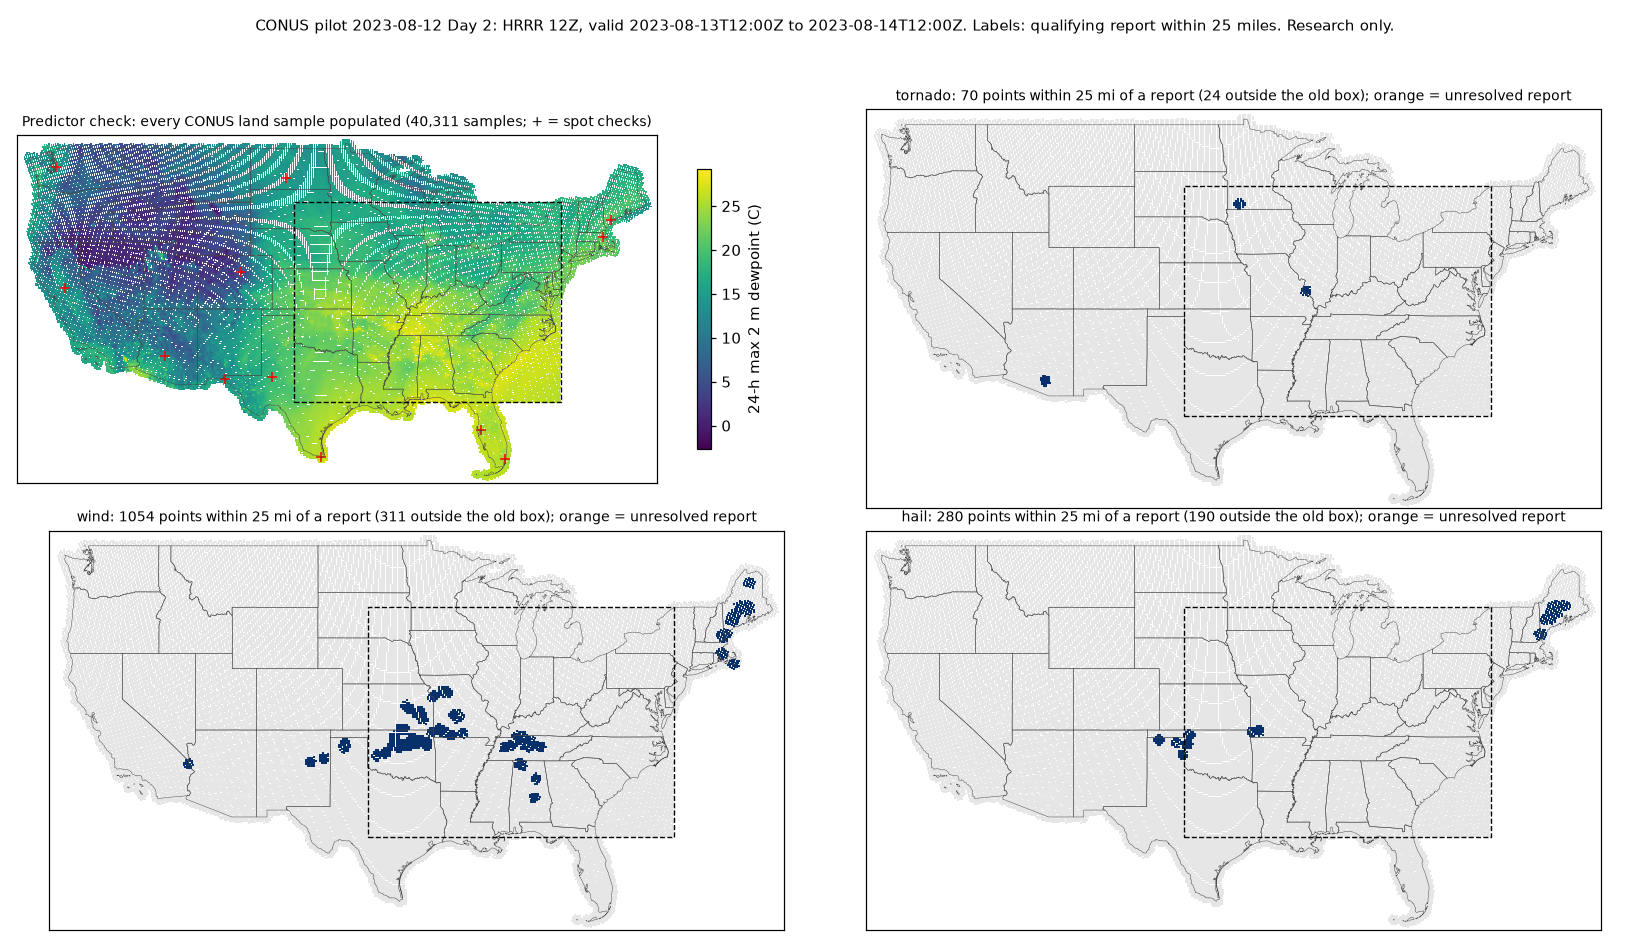 CONUS pilot 2023-08-12 Day 2: HRRR 12Z, valid 2023-08-13T12:00Z to 2023-08-14T12:00Z. Labels: qualifying report within 25 miles. Research only.
Predictor check: every CONUS land sample populated (40,311 samples; + = spot checks)
25
20
15
10
5
0
24-h max 2 m dewpoint (C)
tornado: 70 points within 25 mi of a report (24 outside the old box); orange = unresolved report
wind: 1054 points within 25 mi of a report (311 outside the old box); orange = unresolved report
hail: 280 points within 25 mi of a report (190 outside the old box); orange = unresolved report